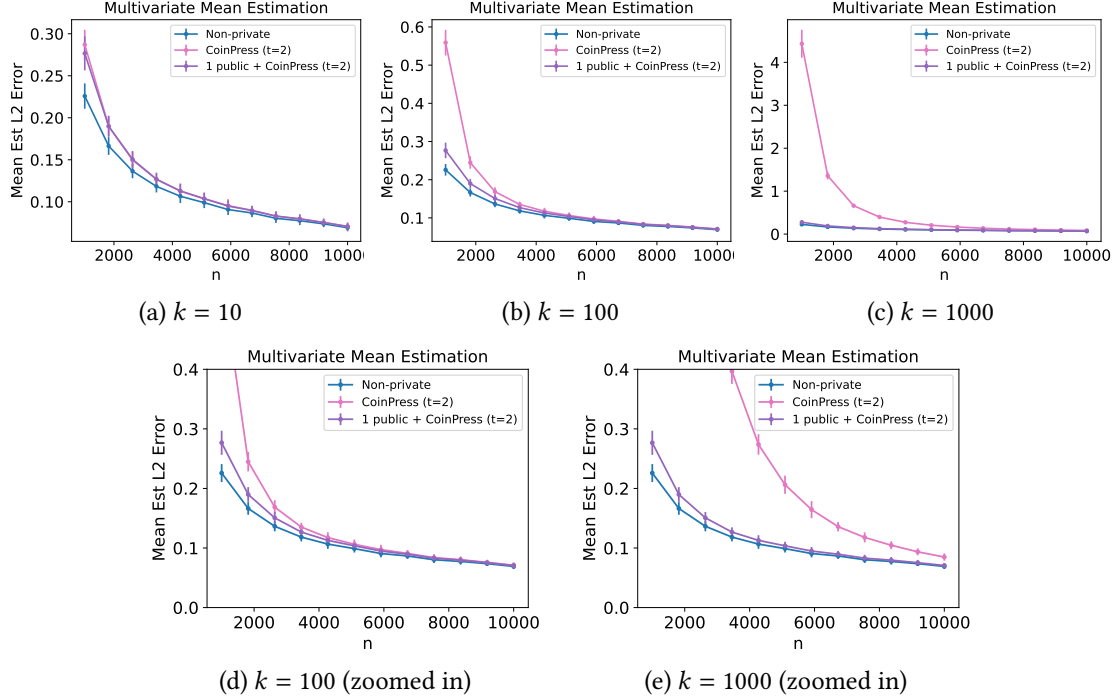 Multivariate Mean Estimation
Mean Est L2 Error
0.30
0.25
0.20
0.15
0.10
Non-private
CoinPress (t=2)
1 public + CoinPress (t=2)
2000 4000 6000 8000 10000
n
(a) k = 10
Multivariate Mean Estimation
Mean Est L2 Error
0.6
0.5
0.4
0.3
0.2
0.1
Non-private
CoinPress (t=2)
1 public + CoinPress (t=2)
2000 4000 6000 8000 10000
n
(b) k = 100
Multivariate Mean Estimation
Mean Est L2 Error
4
3
2
1
0
Non-private
CoinPress (t=2)
1 public + CoinPress (t=2)
2000 4000 6000 8000 10000
n
(c) k = 1000
Multivariate Mean Estimation
Mean Est L2 Error
0.4
0.3
0.2
0.1
0.0
Non-private
CoinPress (t=2)
1 public + CoinPress (t=2)
2000 4000 6000 8000 10000
n
(d) k = 100 (zoomed in)
Multivariate Mean Estimation
Mean Est L2 Error
0.4
0.3
0.2
0.1
0.0
Non-private
CoinPress (t=2)
1 public + CoinPress (t=2)
2000 4000 6000 8000 10000
n
(e) k = 1000 (zoomed in)